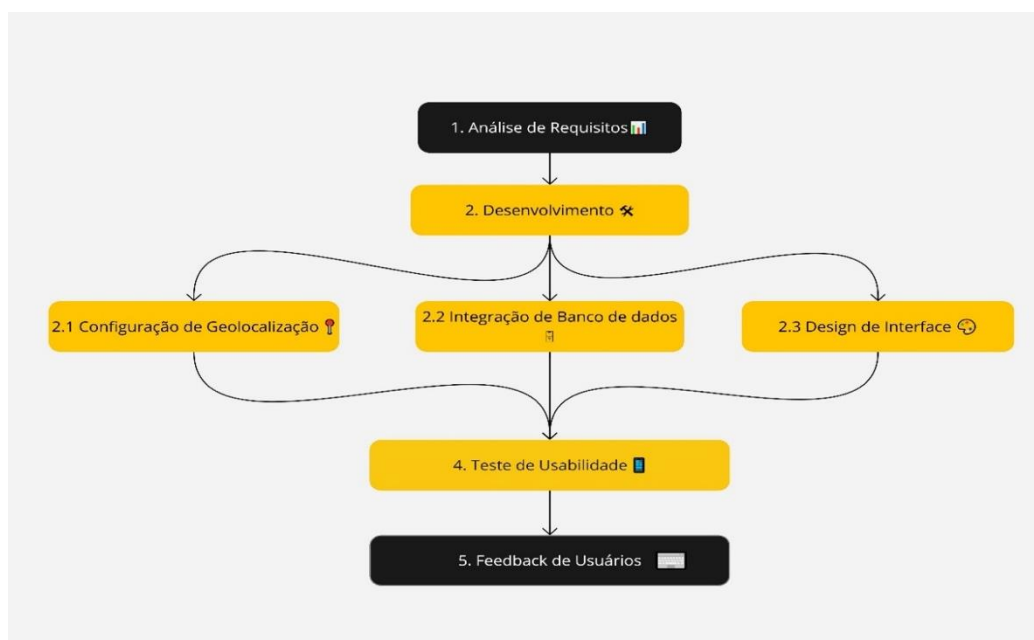 1. Análise de Requisitos
2. Desenvolvimento
2.1 Configuração de Geolocalização
2.2 Integração de Banco de dados
2.3 Design de Interface
4. Teste de Usabilidade
5. Feedback de Usuários